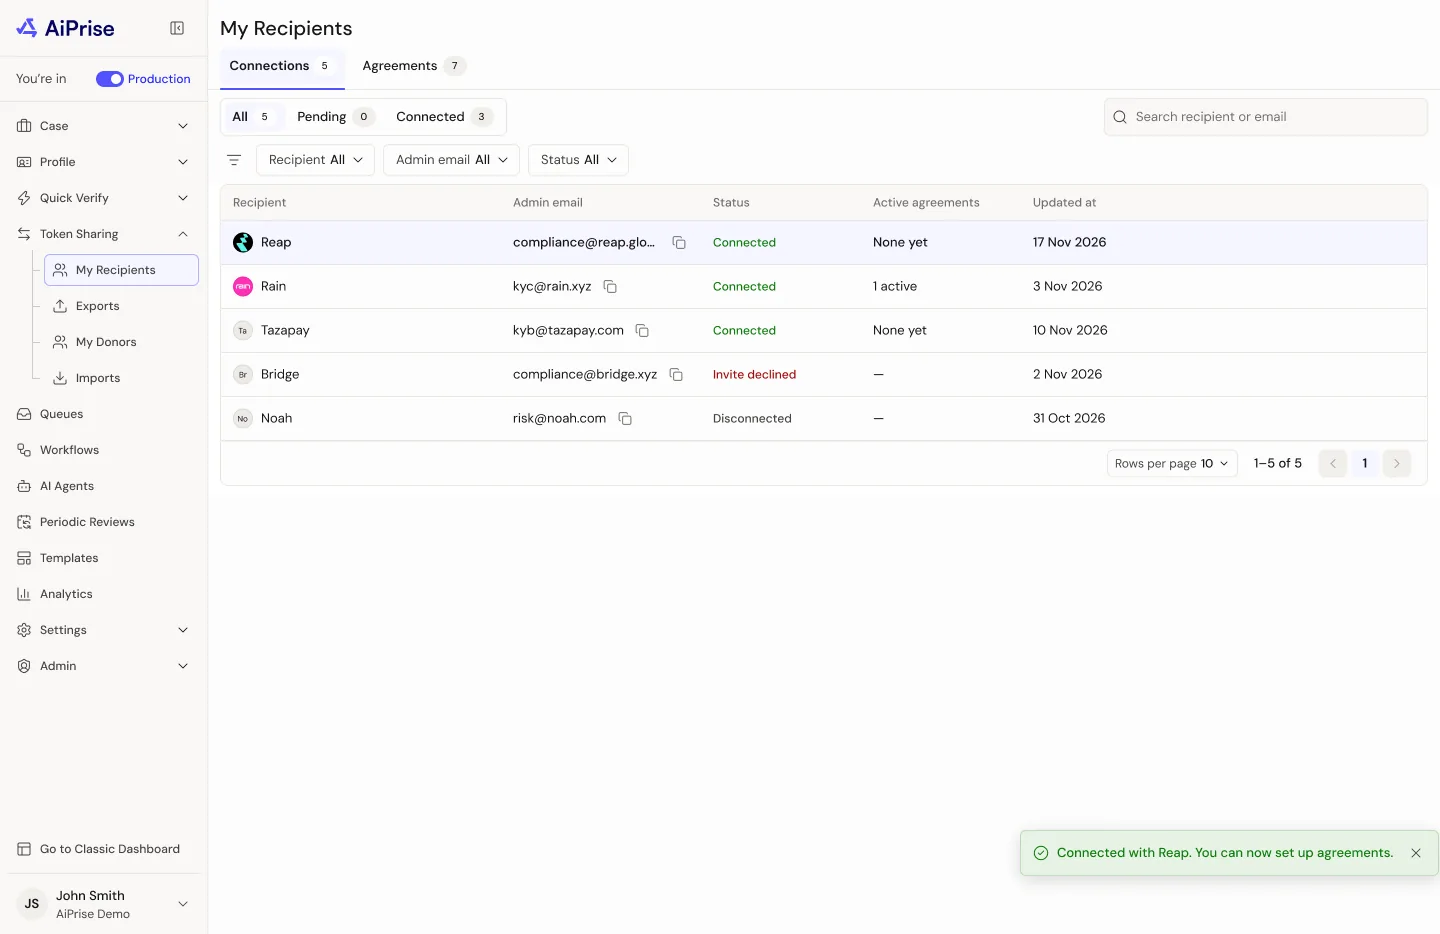 AiPrise
You're in Production
Case
Profile
Quick Verify
Token Sharing
My Recipients
Exports
My Donors
Imports
Queues
Workflows
AI Agents
Periodic Reviews
Templates
Analytics
Settings
Admin
Go to Classic Dashboard
JS John Smith
AiPrise Demo
My Recipients
Connections 5 Agreements 7
All 5 Pending 0 Connected 3
Search recipient or email
Recipient All Admin email All Status All
Recipient Admin email Status Active agreements Updated at
Reap compliance@reap.glo... Connected None yet 17 Nov 2026
rain Rain kyc@rain.xyz Connected 1 active 3 Nov 2026
Ta Tazapay kyb@tazapay.com Connected None yet 10 Nov 2026
Br Bridge compliance@bridge.xyz Invite declined — 2 Nov 2026
No Noah risk@noah.com Disconnected — 31 Oct 2026
Rows per page 10 1–5 of 5 1
Connected with Reap. You can now set up agreements.